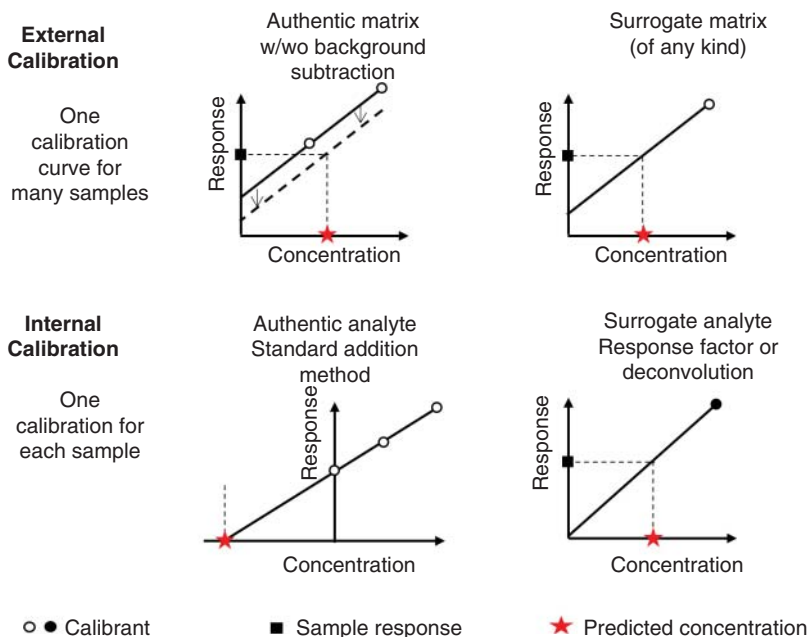 External
Calibration
One
calibration
curve for
many samples
Authentic matrix
w/wo background
subtraction
Response
Concentration
Surrogate matrix
(of any kind)
Response
Concentration
Internal
Calibration
One
calibration for
each sample
Authentic analyte
Standard addition
method
Response
Concentration
Surrogate analyte
Response factor or
deconvolution
Response
Concentration
Calibrant
Sample response
Predicted concentration